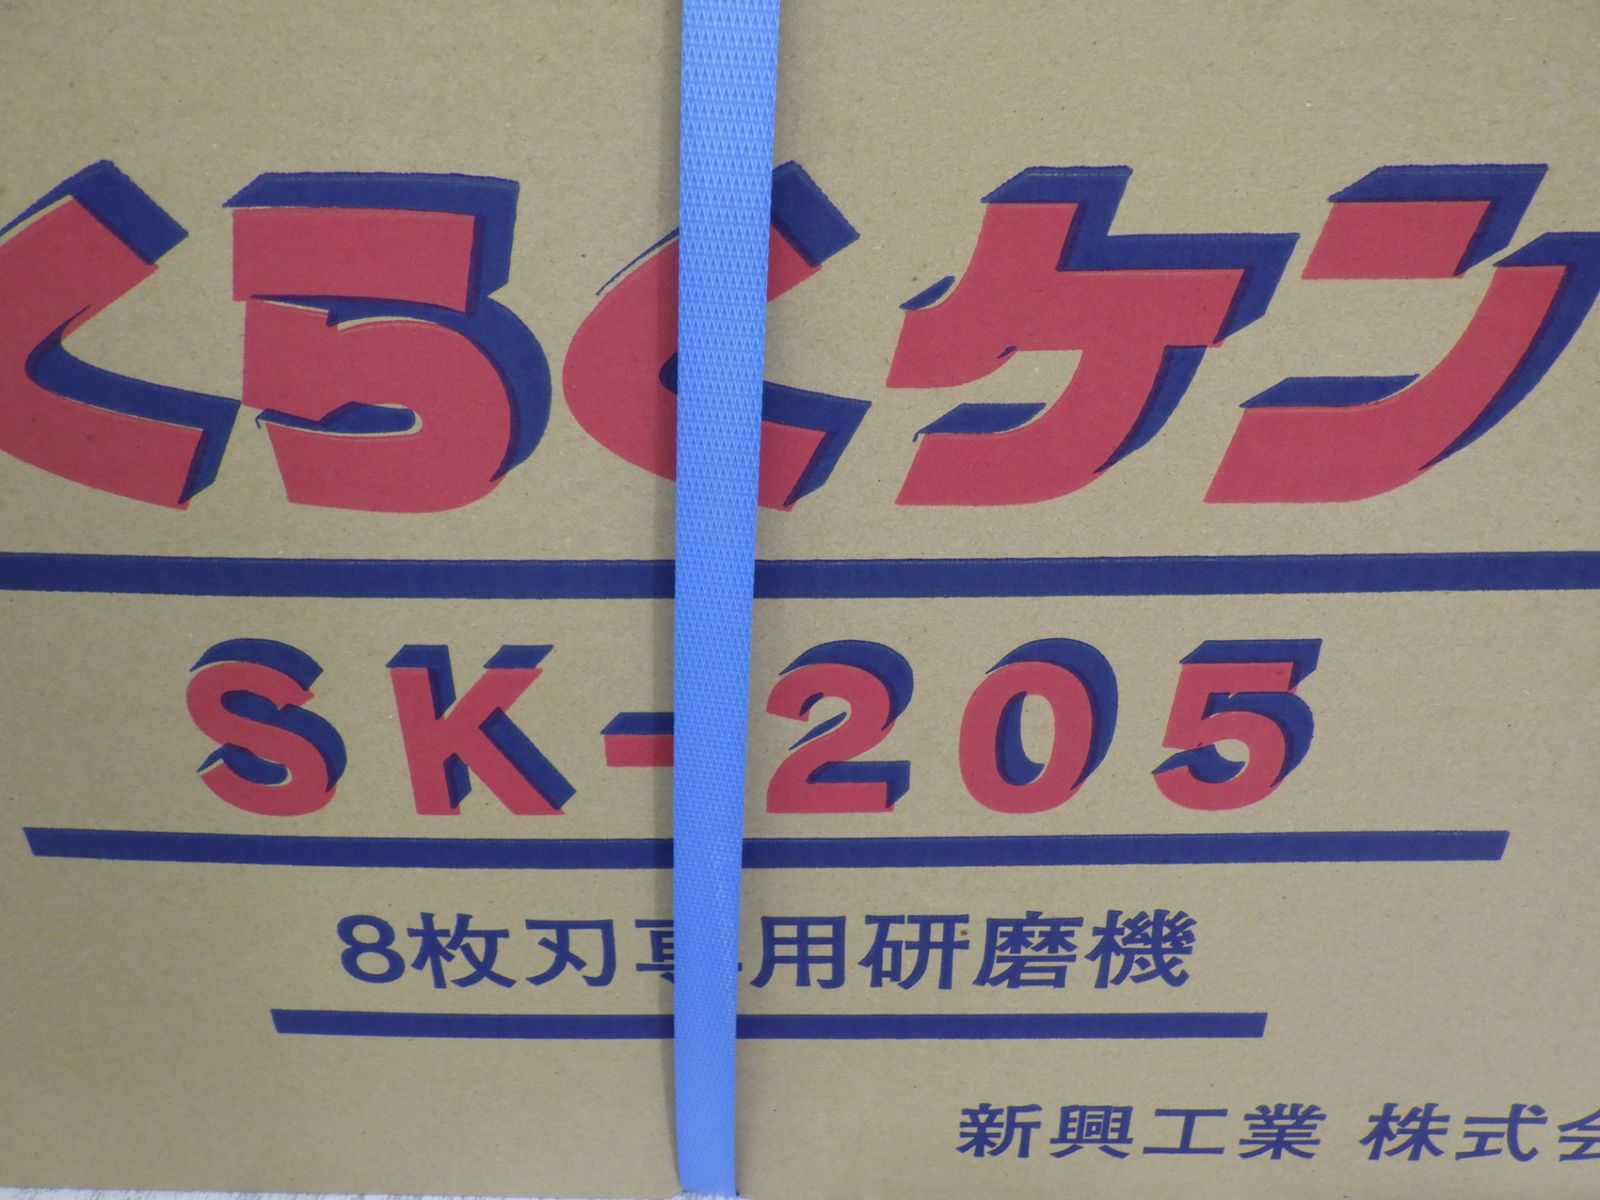 くらくケン
SK-205
8枚刃専用研磨機
新興工業 株式会